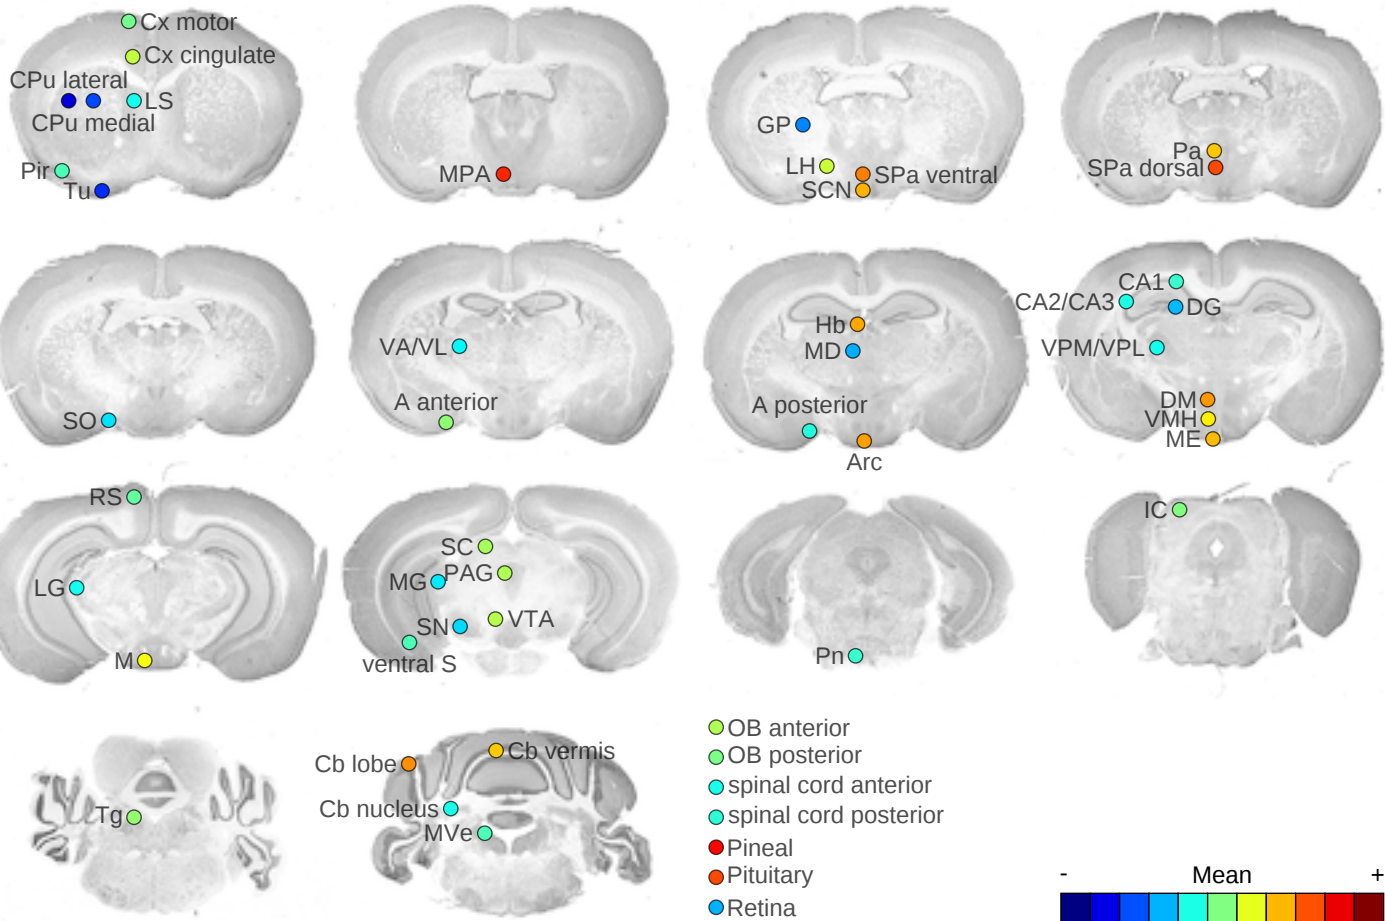 Cx motor
Cx cingulate
CPu lateral
LS
CPu medial
Pir
Tu
MPA
GP
LH
SPa ventral
SCN
Pa
SPa dorsal
SO
VA/VL
A anterior
Hb
MD
A posterior
Arc
CA1
CA2/CA3
DG
VPM/VPL
DM
VMH
ME
RS
LG
M
SC
PAG
MG
VTA
SN
ventral S
Pn
IC
Tg
Cb lobe
Cb vermis
Cb nucleus
MVe
OB anterior
OB posterior
spinal cord anterior
spinal cord posterior
Pineal
Pituitary
Retina
- Mean +